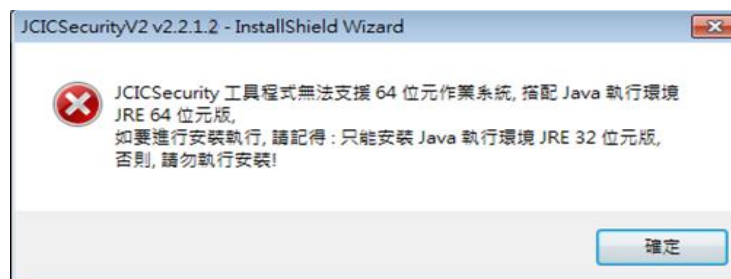 JCICSecurityV2 v2.2.1.2 - InstallShield Wizard
JCICSecurity 工具程式無法支援 64 位元作業系統, 搭配 Java 執行環境
JRE 64 位元版,
如要進行安裝執行, 請記得 : 只能安裝 Java 執行環境 JRE 32 位元版,
否則, 請勿執行安裝!
確定